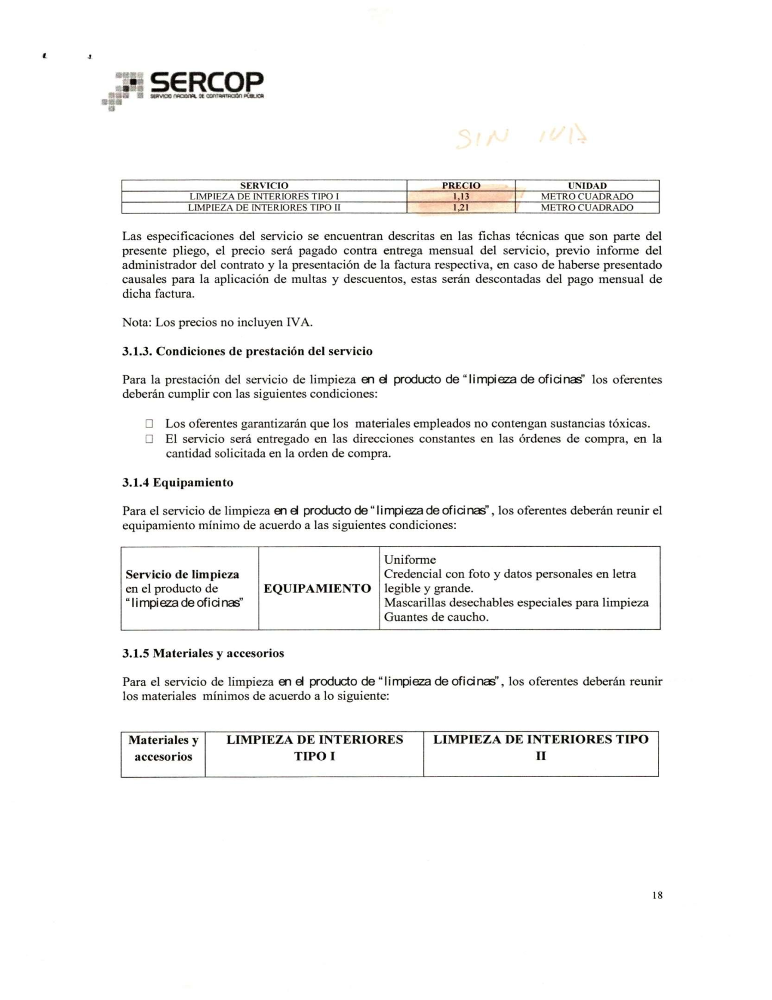 SERCOP
SERVICIO NACIONAL DE CONTRATACIÓN PÚBLICA
SIN IVA
SERVICIO PRECIO UNIDAD
LIMPIEZA DE INTERIORES TIPO I 1,13 METRO CUADRADO
LIMPIEZA DE INTERIORES TIPO II 1,21 METRO CUADRADO
Las especificaciones del servicio se encuentran descritas en las fichas técnicas que son parte del
presente pliego, el precio será pagado contra entrega mensual del servicio, previo informe del
administrador del contrato y la presentación de la factura respectiva, en caso de haberse presentado
causales para la aplicación de multas y descuentos, estas serán descontadas del pago mensual de
dicha factura.
Nota: Los precios no incluyen IVA.
3.1.3. Condiciones de prestación del servicio
Para la prestación del servicio de limpieza en el producto de “limpieza de oficinas” los oferentes
deberán cumplir con las siguientes condiciones:
Los oferentes garantizarán que los materiales empleados no contengan sustancias tóxicas.
El servicio será entregado en las direcciones constantes en las órdenes de compra, en la
cantidad solicitada en la orden de compra.
3.1.4 Equipamiento
Para el servicio de limpieza en el producto de “limpieza de oficinas”, los oferentes deberán reunir el
equipamiento mínimo de acuerdo a las siguientes condiciones:
Servicio de limpieza
en el producto de
“limpieza de oficinas”
EQUIPAMIENTO
Uniforme
Credencial con foto y datos personales en letra
legible y grande.
Mascarillas desechables especiales para limpieza
Guantes de caucho.
3.1.5 Materiales y accesorios
Para el servicio de limpieza en el producto de “limpieza de oficinas”, los oferentes deberán reunir
los materiales mínimos de acuerdo a lo siguiente:
Materiales y
accesorios
LIMPIEZA DE INTERIORES
TIPO I
LIMPIEZA DE INTERIORES TIPO
II
18